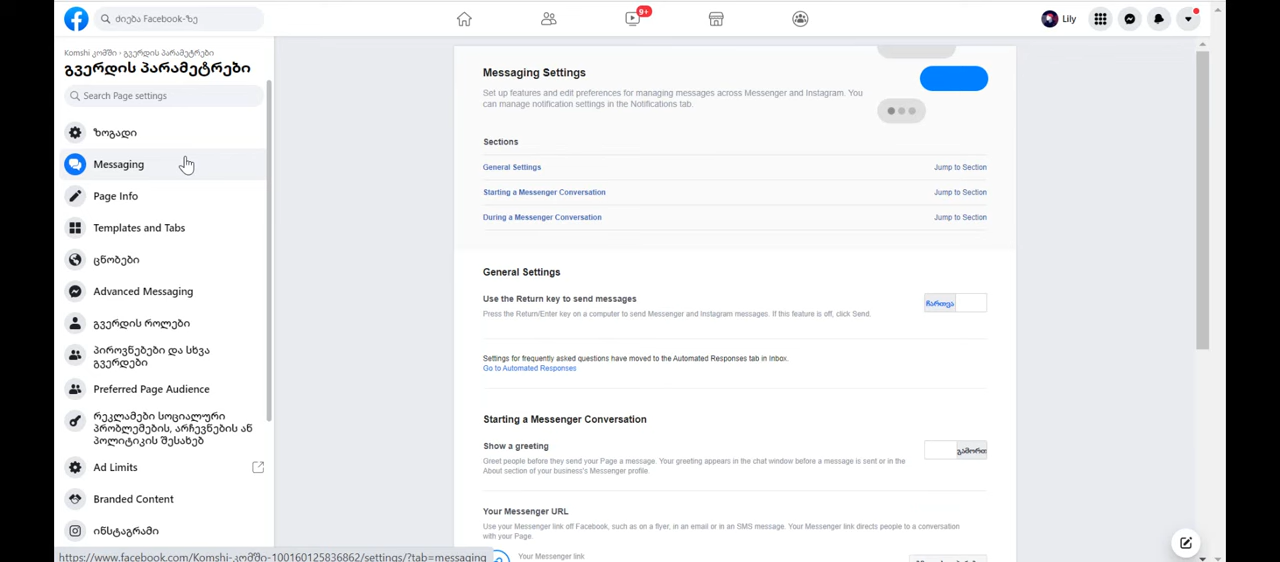 ძიება Facebook-ზე
9+
Lily
Komshi კომში · გვერდის პარამეტრები
გვერდის პარამეტრები
Search Page settings
ზოგადი
Messaging
Page Info
Templates and Tabs
ცნობები
Advanced Messaging
გვერდის როლები
პიროვნებები და სხვა
გვერდები
Preferred Page Audience
რეკლამები სოციალური
პრობლემების, არჩევნების ან
პოლიტიკის შესახებ
Ad Limits
Branded Content
ინსტაგრამი
https://www.facebook.com/Komshi-კომში-100160125836862/settings/?tab=messaging
Messaging Settings
Set up features and edit preferences for managing messages across Messenger and Instagram. You
can manage notification settings in the Notifications tab.
Sections
General Settings Jump to Section
Starting a Messenger Conversation Jump to Section
During a Messenger Conversation Jump to Section
General Settings
Use the Return key to send messages
ჩართვა
Press the Return/Enter key on a computer to send Messenger and Instagram messages. If this feature is off, click Send.
Settings for frequently asked questions have moved to the Automated Responses tab in Inbox.
Go to Automated Responses
Starting a Messenger Conversation
Show a greeting
გამორთ
Greet people before they send your Page a message. Your greeting appears in the chat window before a message is sent or in the
About section of your business's Messenger profile.
Your Messenger URL
Use your Messenger link off Facebook, such as on a flyer, in an email or in an SMS message. Your Messenger link directs people to a conversation
with your Page.
Your Messenger link